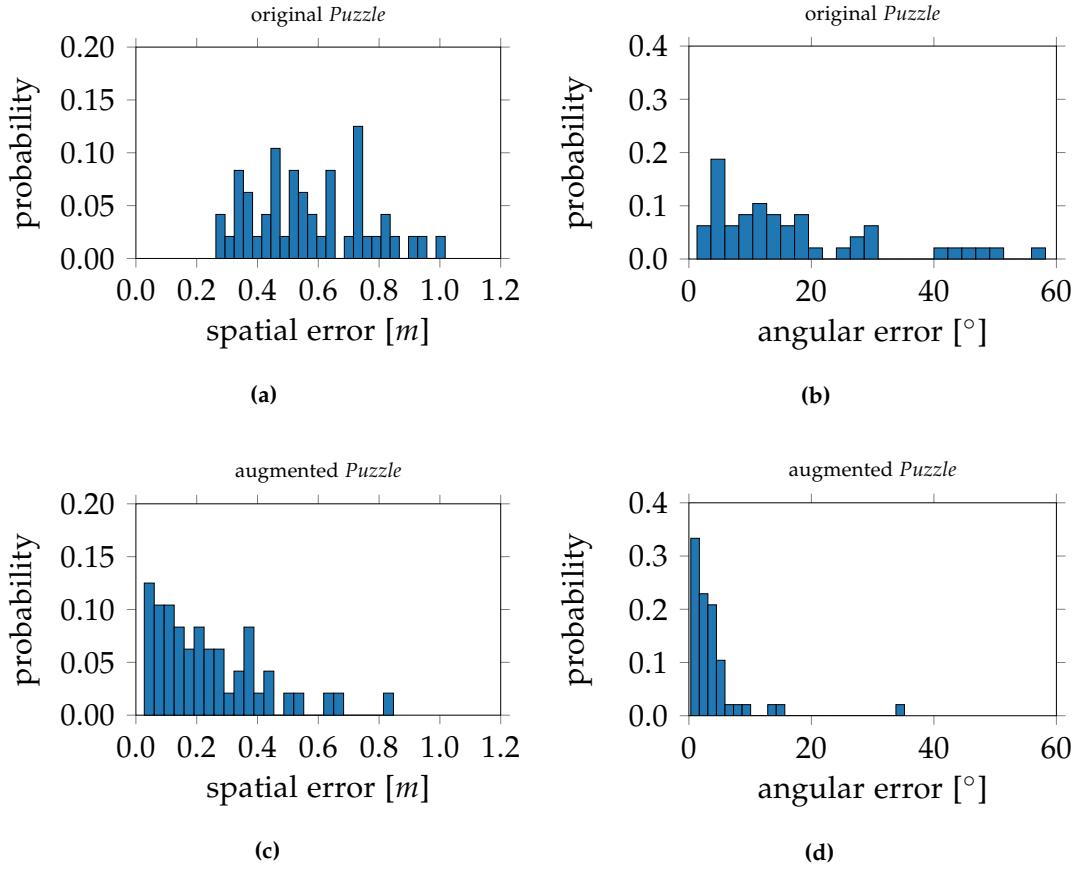 original Puzzle
0.20
0.15
0.10
0.05
0.00
probability
0.0 0.2 0.4 0.6 0.8 1.0 1.2
spatial error [m]
(a)
original Puzzle
0.4
0.3
0.2
0.1
0.0
probability
0 20 40 60
angular error [°]
(b)
augmented Puzzle
0.20
0.15
0.10
0.05
0.00
probability
0.0 0.2 0.4 0.6 0.8 1.0 1.2
spatial error [m]
(c)
augmented Puzzle
0.4
0.3
0.2
0.1
0.0
probability
0 20 40 60
angular error [°]
(d)